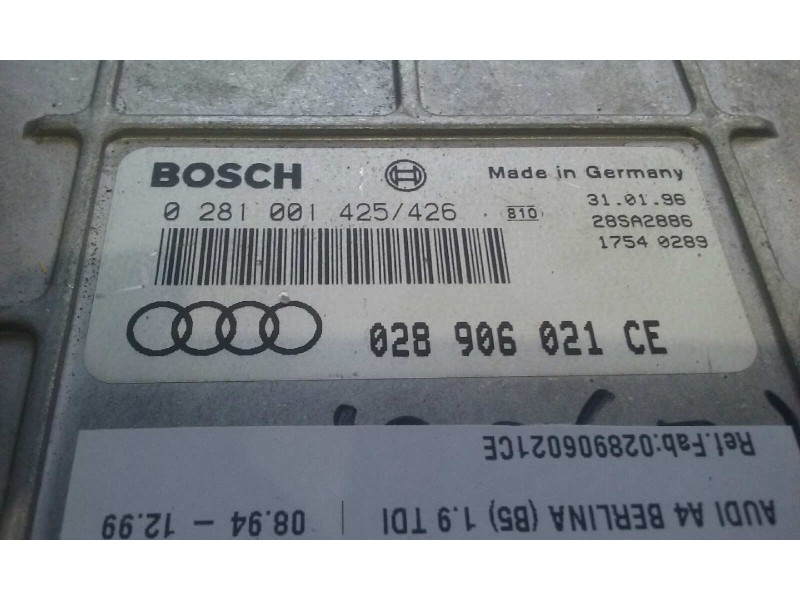 BOSCH
Made in Germany
0 281 001 425/426
810
31.01.96
28SA2886
1754 0289
028 906 021 CE
Ref.Fab:028906021CE
AUDI A4 BERLINA (B5) 1.9 TDI | 08.94 - 12.99